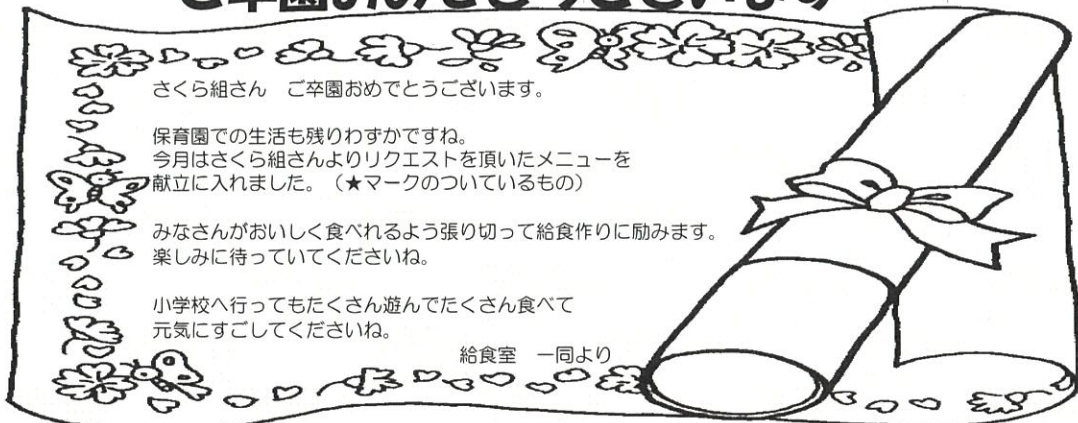 さくら組さん　ご卒園おめでとうございます。
保育園での生活も残りわずかですね。
今月はさくら組さんよりリクエストを頂いたメニューを
献立に入れました。（★マークのついているもの）
みなさんがおいしく食べれるよう張り切って給食作りに励みます。
楽しみに待っていてくださいね。
小学校へ行ってもたくさん遊んでたくさん食べて
元気にすごしてくださいね。
給食室　一同より